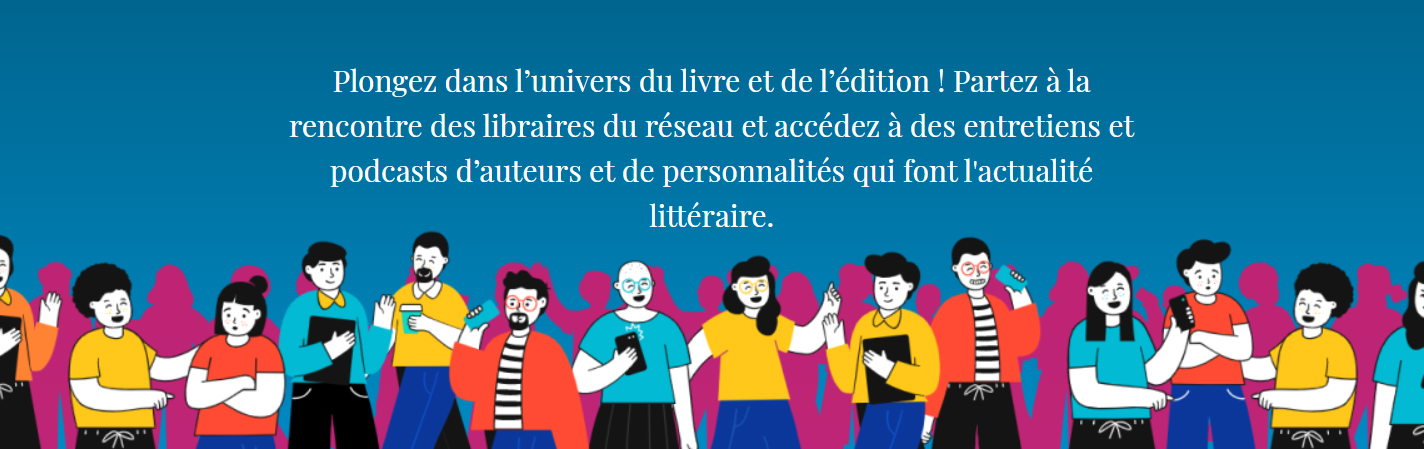 Plongez dans l’univers du livre et de l’édition ! Partez à la
rencontre des libraires du réseau et accédez à des entretiens et
podcasts d’auteurs et de personnalités qui font l'actualité
littéraire.